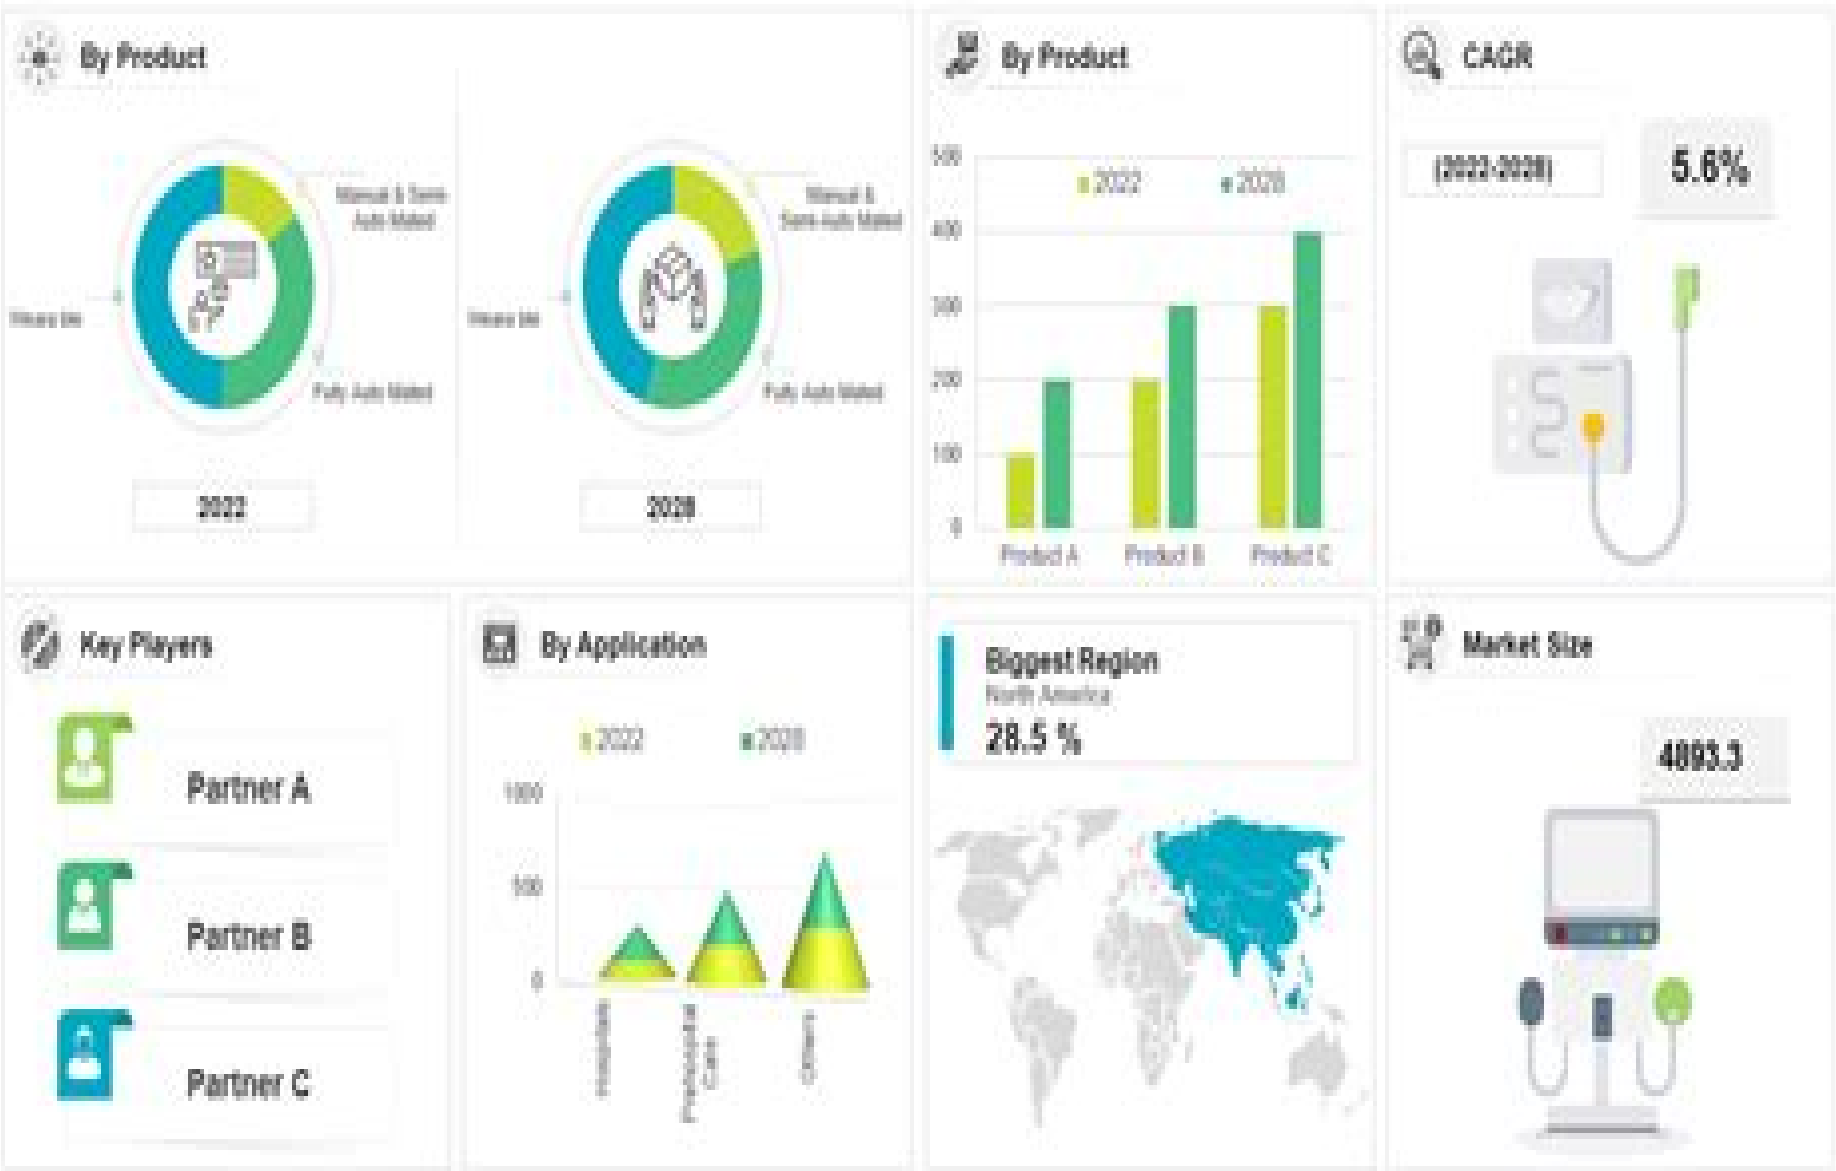 By Product
Manual & Semi
Auto Mated
Fully Auto Mated
2022
Manual &
Semi-Auto Mated
Fully Auto Mated
2028
By Product
500
2022
2028
400
300
200
100
0
Product A
Product B
Product C
CAGR
(2022-2028)
5.6%
Key Players
Partner A
Partner B
Partner C
By Application
2022
2028
1000
500
0
Hospitals
Prehospital
Care
Others
Biggest Region
North America
28.5 %
Market Size
4893.3